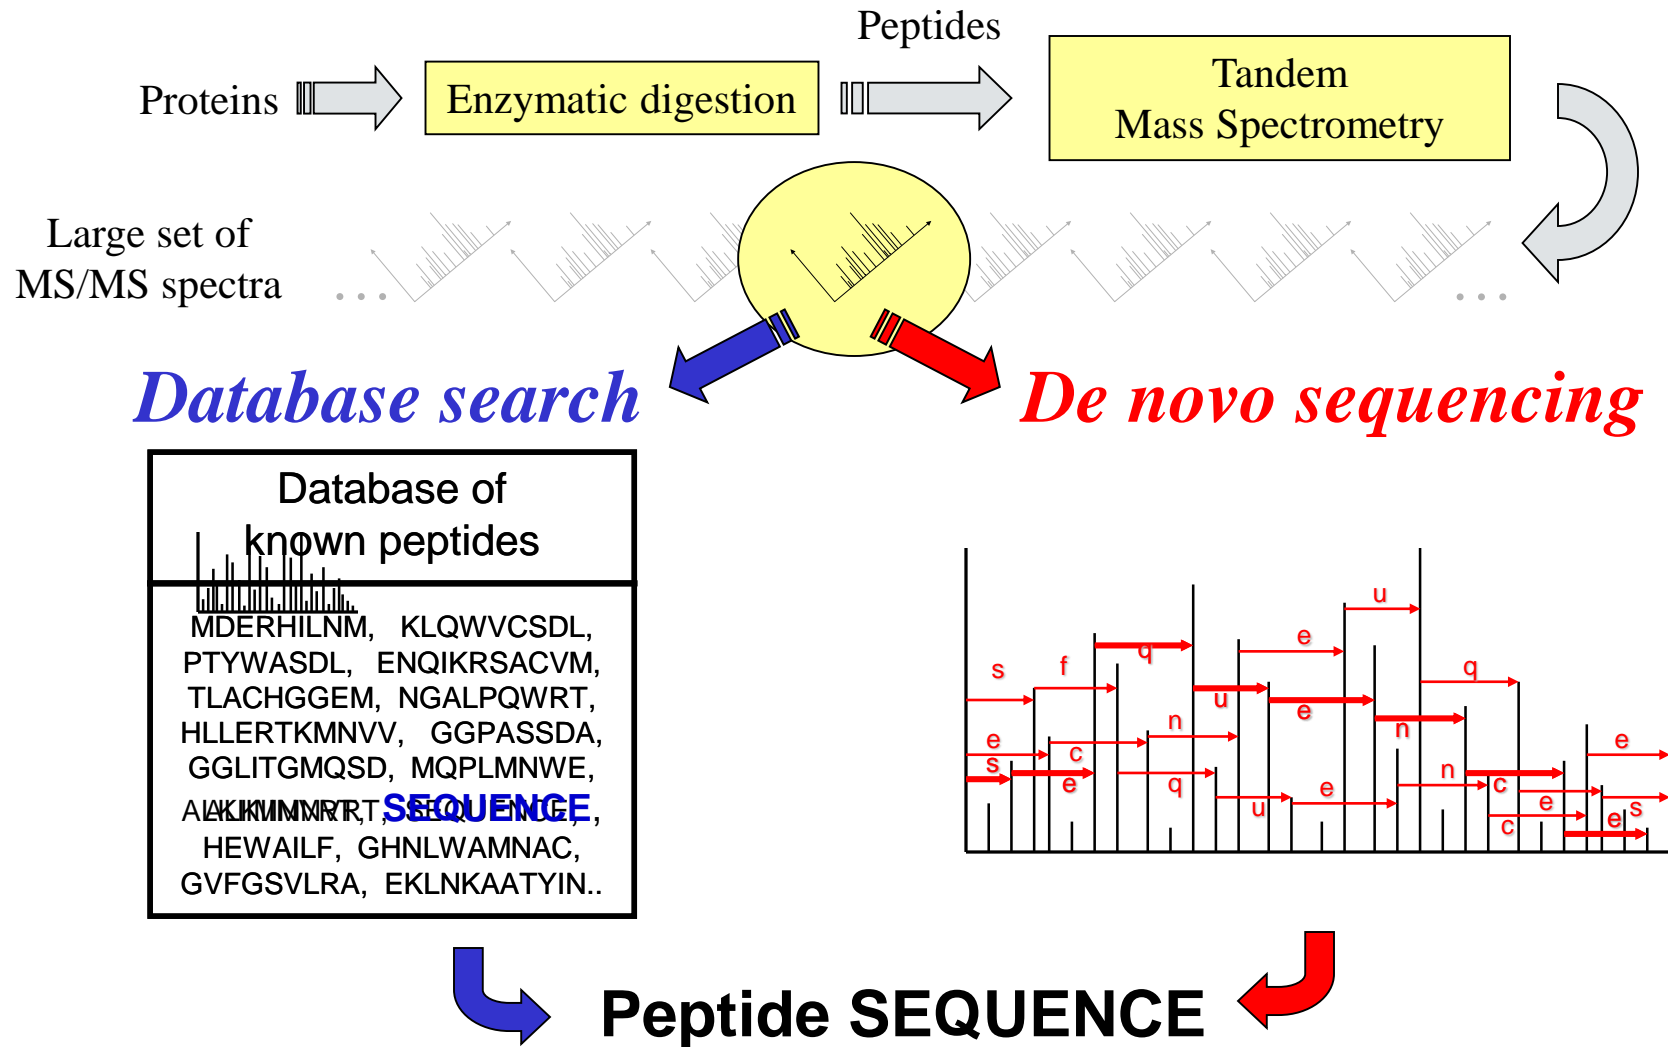 Peptides
Proteins
Enzymatic digestion
Tandem
Mass Spectrometry
Large set of
MS/MS spectra
...
...
Database search
De novo sequencing
Database of
known peptides
MDERHILNM, KLQWVCSDL,
PTYWASDL, ENQIKRSACVM,
TLACHGGEM, NGALPQWRT,
HLLERTKMNVV, GGPASSDA,
GGLITGMQSD, MQPLMNWE,
SEQUENCE,
HEWAILF, GHNLWAMNAC,
GVFGSVLRA, EKLNKAATYIN..
u
e
q
s
f
q
u
e
n
n
e
c
e
s
e
q
u
e
n
c
e
s
c
e
Peptide SEQUENCE